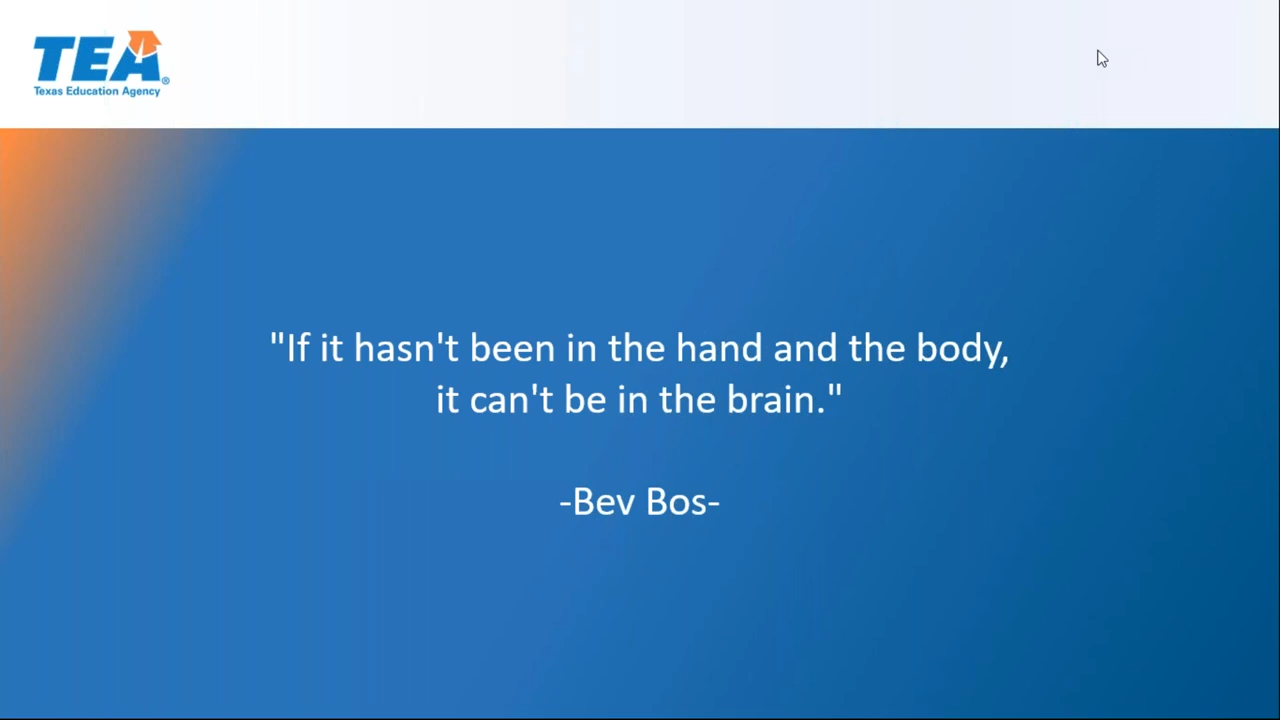 TEA®
Texas Education Agency
"If it hasn't been in the hand and the body,
it can't be in the brain."
-Bev Bos-